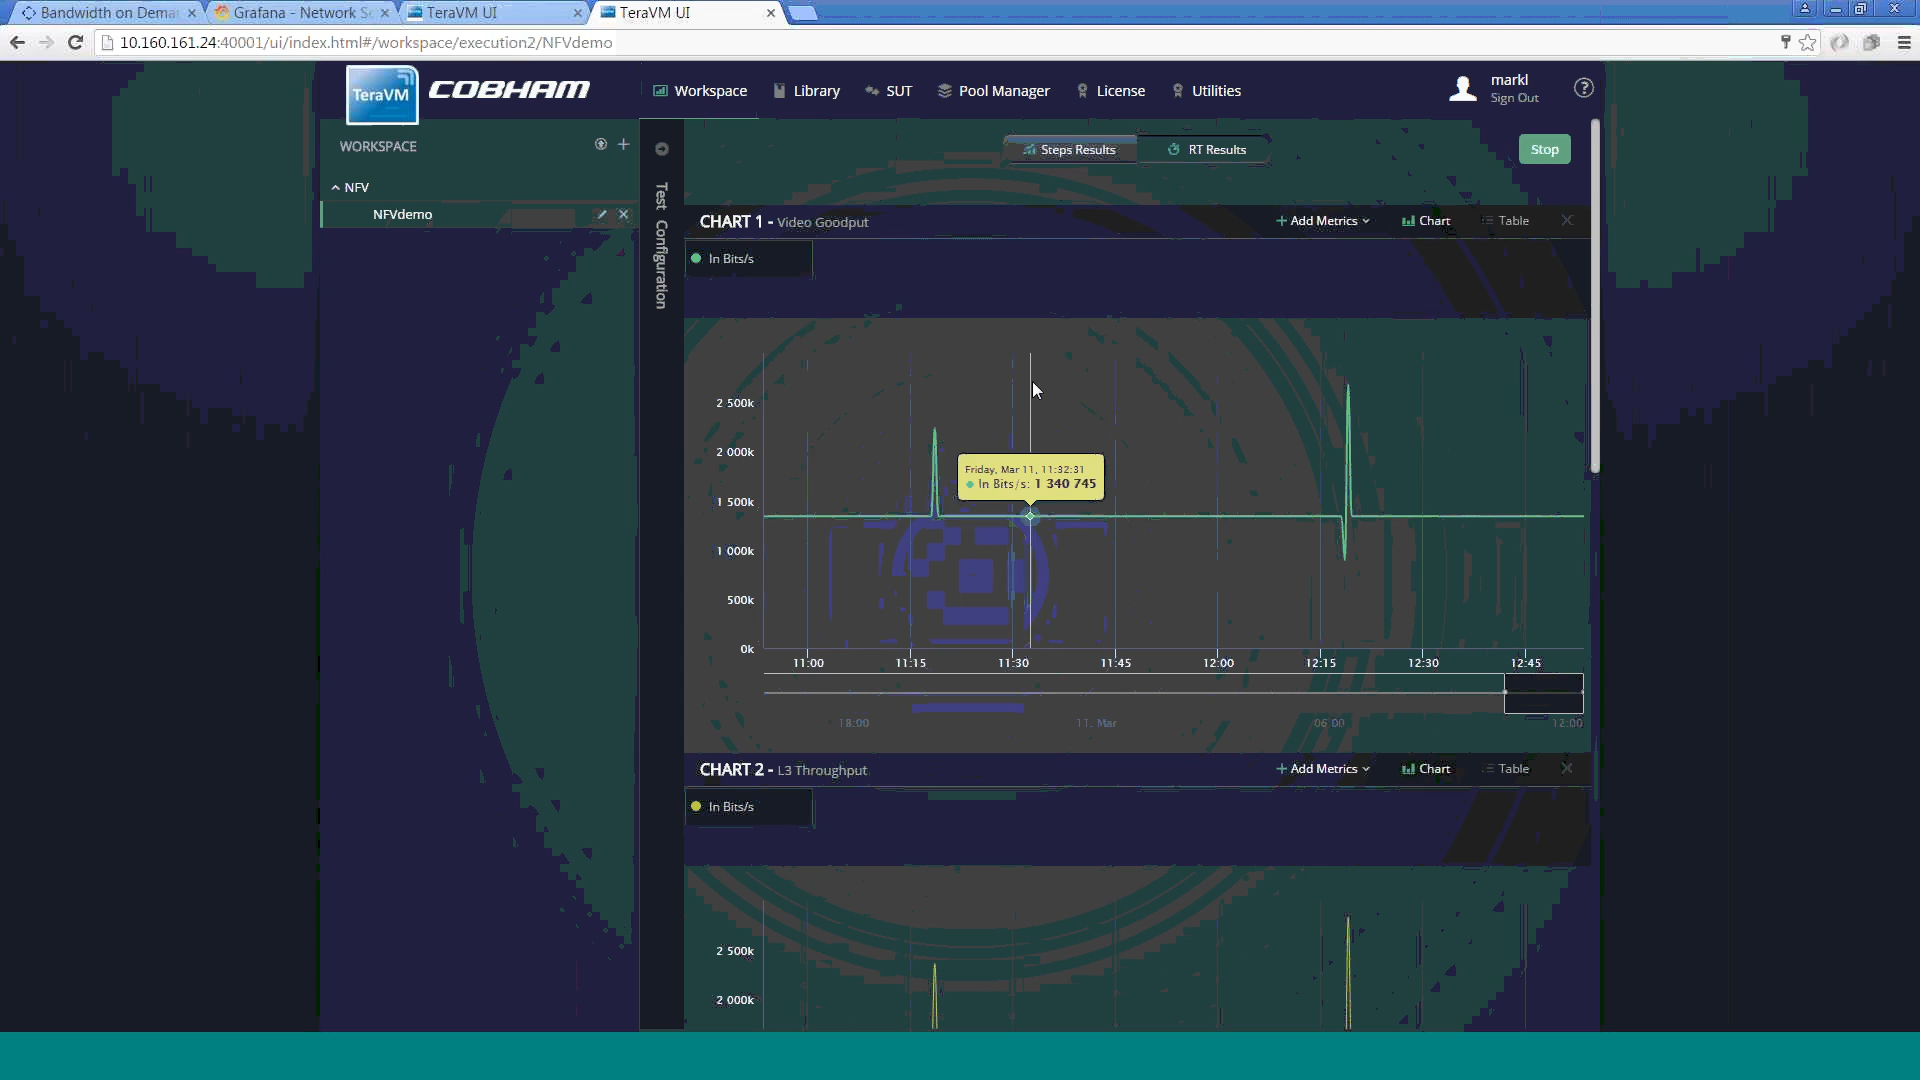 Bandwidth on Dema
Grafana - Network Se
TeraVM UI
TeraVM UI
10.160.161.24:40001/ui/index.html#/workspace/execution2/NFVdemo
TeraVM
COBHAM
Workspace
Library
SUT
Pool Manager
License
Utilities
markl
Sign Out
WORKSPACE
NFV
NFVdemo
Test Configuration
Steps Results
RT Results
Stop
CHART 1 - Video Goodput
Add Metrics
Chart
Table
In Bits/s
2 500k
2 000k
1 500k
1 000k
500k
0k
Friday, Mar 11, 11:32:31
In Bits/s: 1 340 745
11:00
11:15
11:30
11:45
12:00
12:15
12:30
12:45
18:00
11. Mar
06:00
12:00
CHART 2 - L3 Throughput
Add Metrics
Chart
Table
In Bits/s
2 500k
2 000k